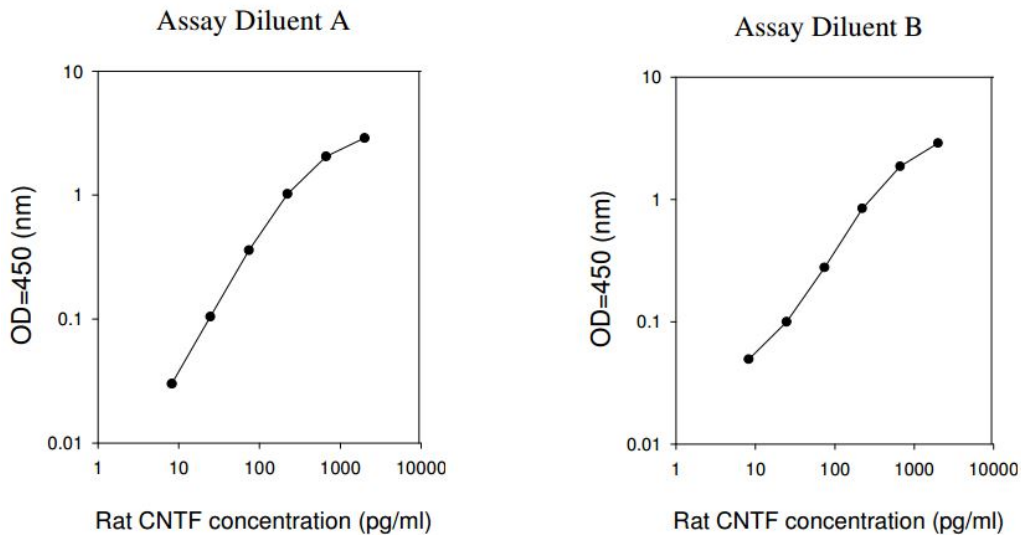 Assay Diluent A
10
1
0.1
0.01
1 10 100 1000 10000
OD=450 (nm)
Rat CNTF concentration (pg/ml)
Assay Diluent B
10
1
0.1
0.01
1 10 100 1000 10000
OD=450 (nm)
Rat CNTF concentration (pg/ml)